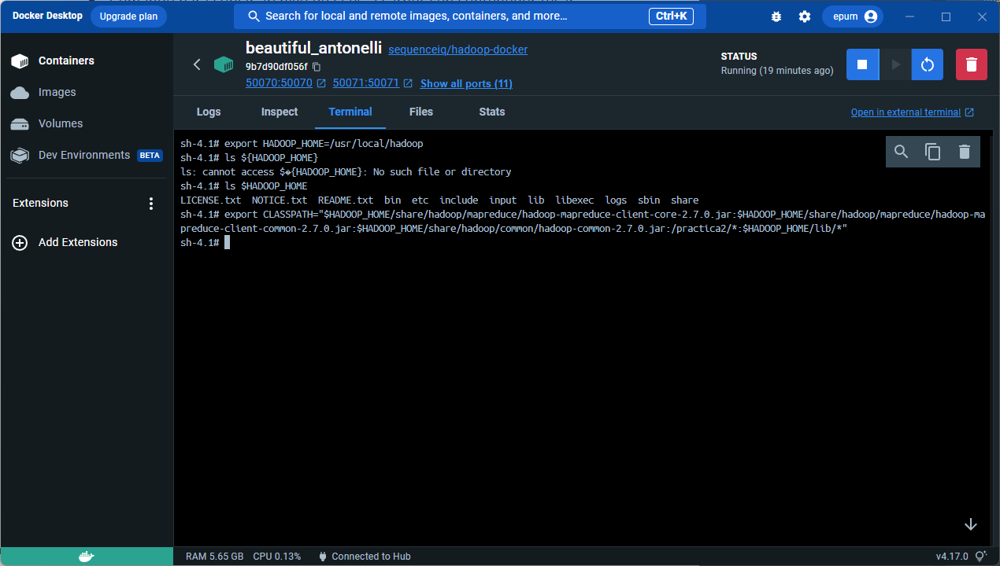 Docker Desktop Upgrade plan Search for local and remote images, containers, and more... Ctrl+K epum
Containers
Images
Volumes
Dev Environments BETA
Extensions
Add Extensions
beautiful_antonelli sequenceiq/hadoop-docker
9b7d90df056f
50070:50070 50071:50071 Show all ports (11)
STATUS
Running (19 minutes ago)
Logs Inspect Terminal Files Stats Open in external terminal
sh-4.1# export HADOOP_HOME=/usr/local/hadoop
sh-4.1# ls ${HADOOP_HOME}
ls: cannot access $�{HADOOP_HOME}: No such file or directory
sh-4.1# ls $HADOOP_HOME
LICENSE.txt NOTICE.txt README.txt bin etc include input lib libexec logs sbin share
sh-4.1# export CLASSPATH="$HADOOP_HOME/share/hadoop/mapreduce/hadoop-mapreduce-client-core-2.7.0.jar:$HADOOP_HOME/share/hadoop/mapreduce/hadoop-ma
preduce-client-common-2.7.0.jar:$HADOOP_HOME/share/hadoop/common/hadoop-common-2.7.0.jar:/practica2/*:$HADOOP_HOME/lib/*"
sh-4.1#
RAM 5.65 GB CPU 0.13% Connected to Hub v4.17.0